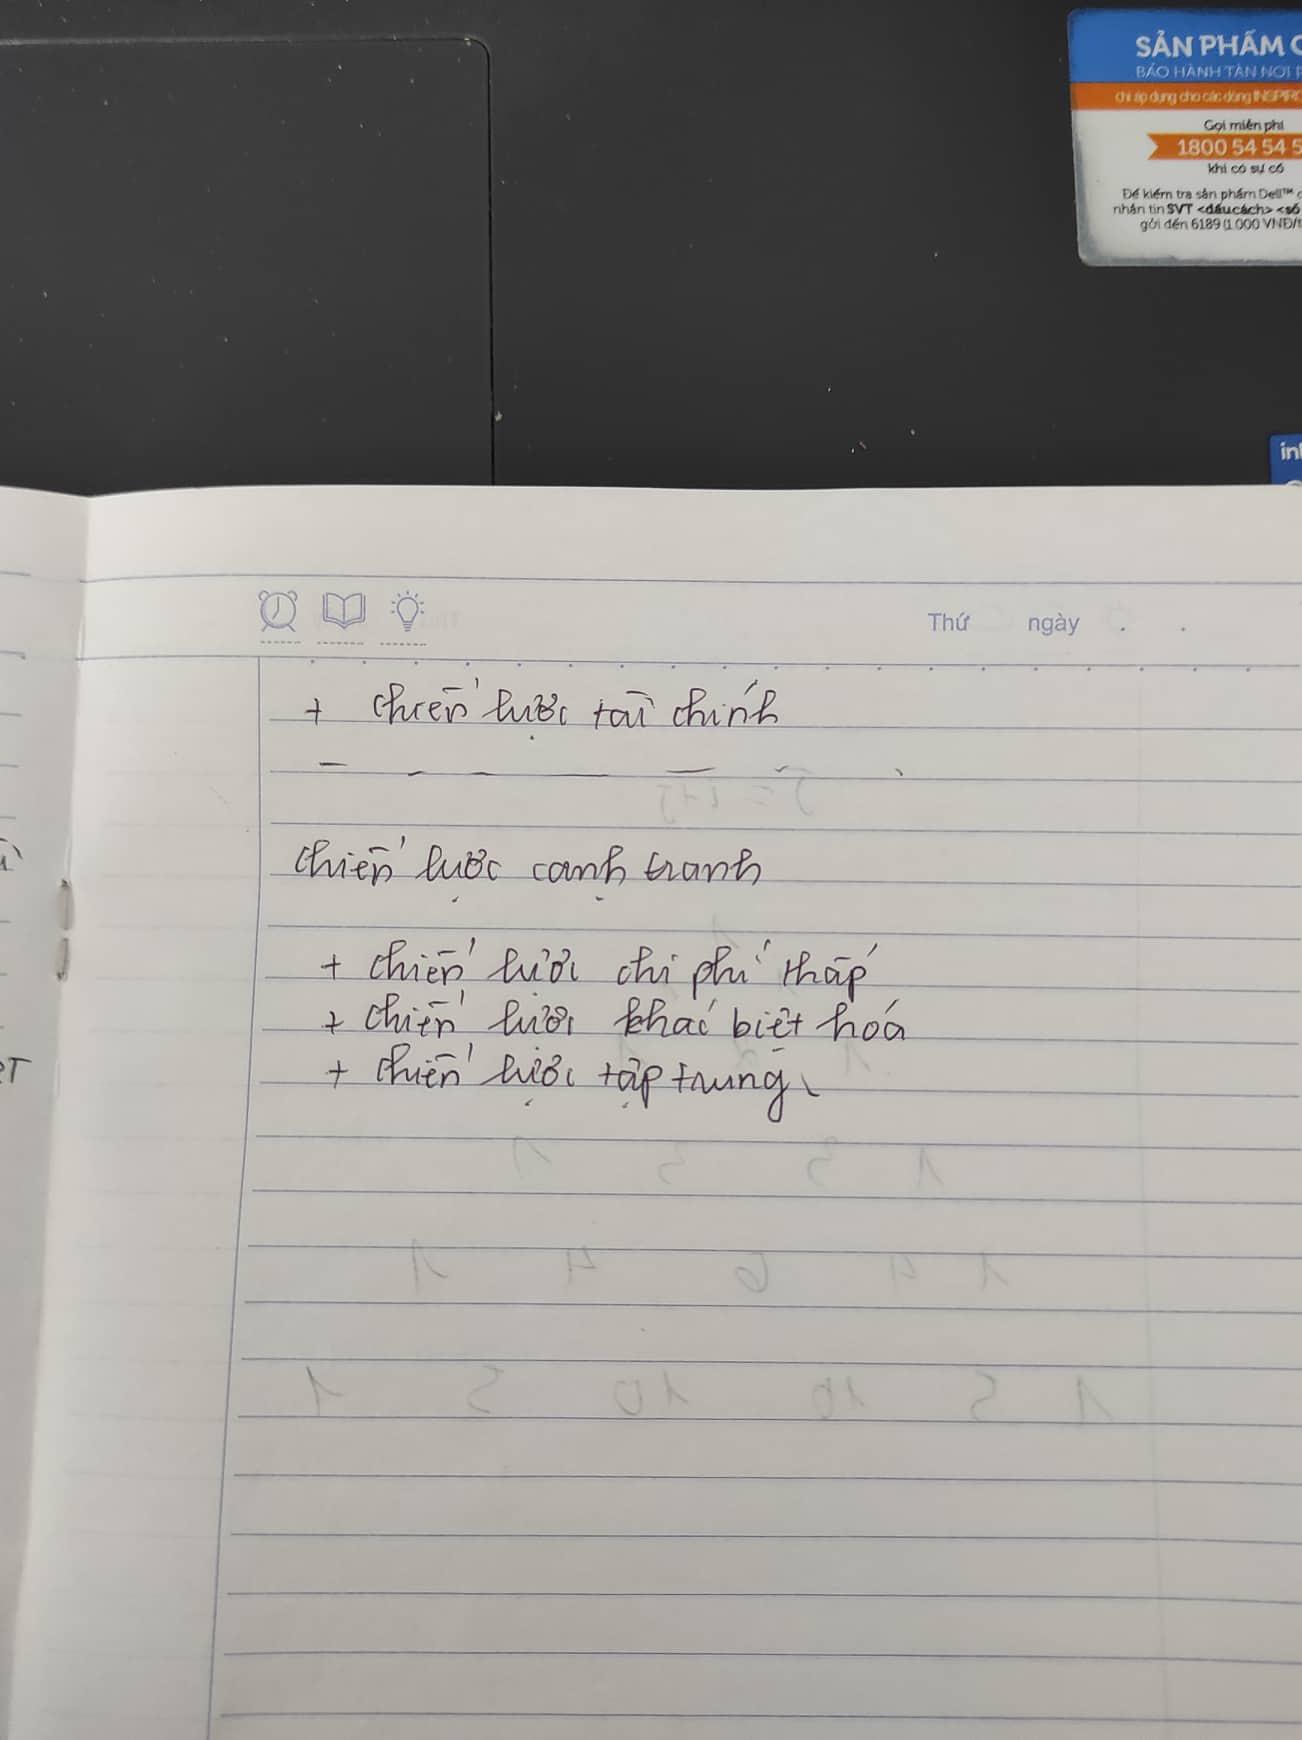 SẢN PHẨM
BẢO HÀNH TẬN NƠI
chỉ áp dụng cho các dòng
Gọi miễn phí
1800 54 54 5
khi có sự cố
Để kiểm tra sản phẩm Dell™
nhắn tin SVT <dấu cách> <số
gởi đến 6189 (1.000 VNĐ/
Thứ ngày . .
+ chiến lược tài chính
chiến lược cạnh tranh
+ chiến lược chi phí thấp
+ chiến lược khác biệt hoá
+ chiến lược tập trung